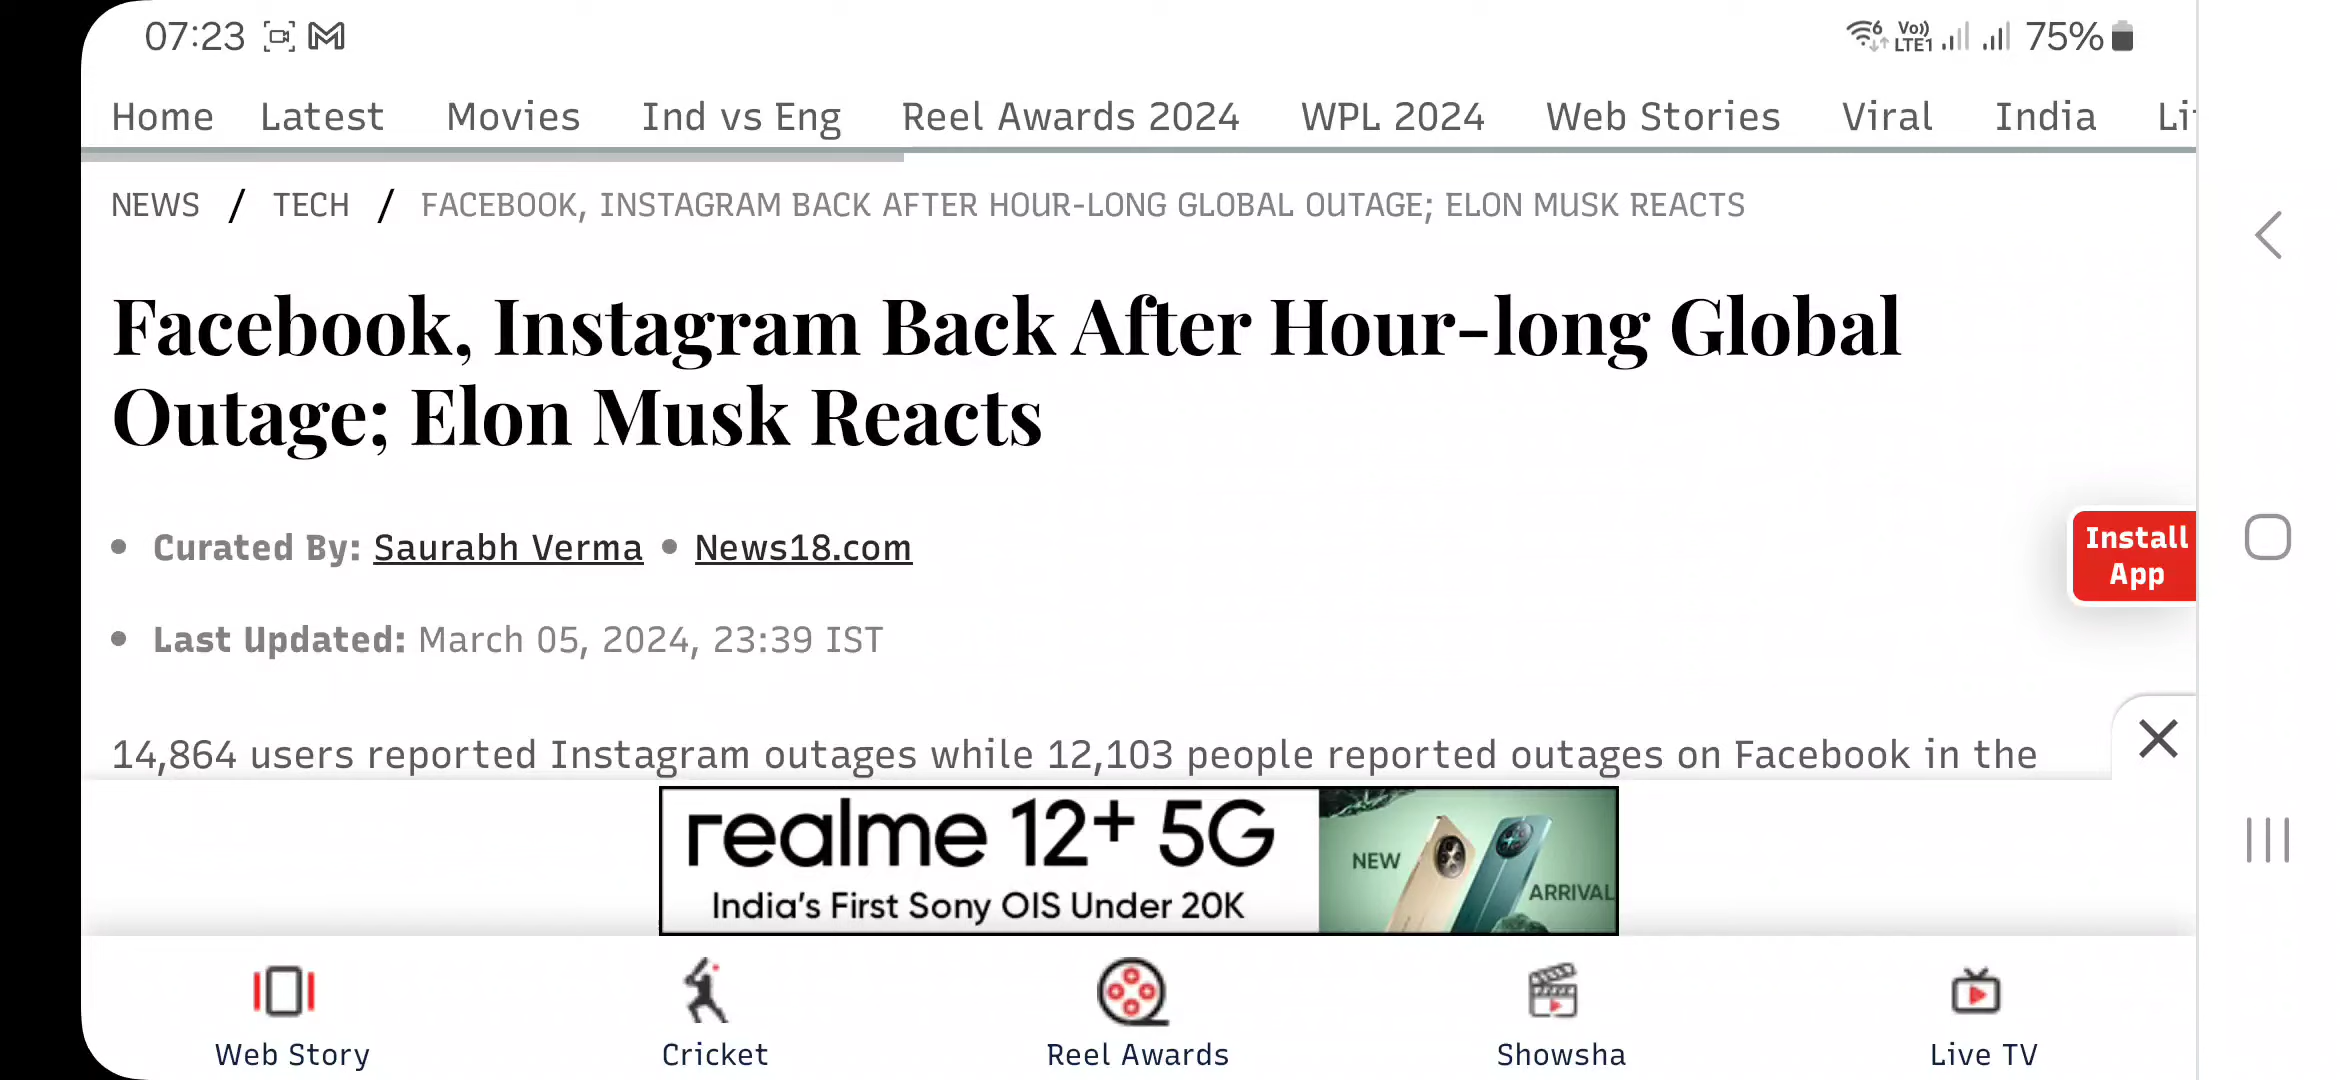 07:23 75%
Vo)) LTE1
Home Latest Movies Ind vs Eng Reel Awards 2024 WPL 2024 Web Stories Viral India Li
NEWS / TECH / FACEBOOK, INSTAGRAM BACK AFTER HOUR-LONG GLOBAL OUTAGE; ELON MUSK REACTS
Facebook, Instagram Back After Hour-long Global
Outage; Elon Musk Reacts
• Curated By: Saurabh Verma • News18.com
Install
App
• Last Updated: March 05, 2024, 23:39 IST
14,864 users reported Instagram outages while 12,103 people reported outages on Facebook in the
realme 12+ 5G
India's First Sony OIS Under 20K
NEW
ARRIVAL
Web Story Cricket Reel Awards Showsha Live TV